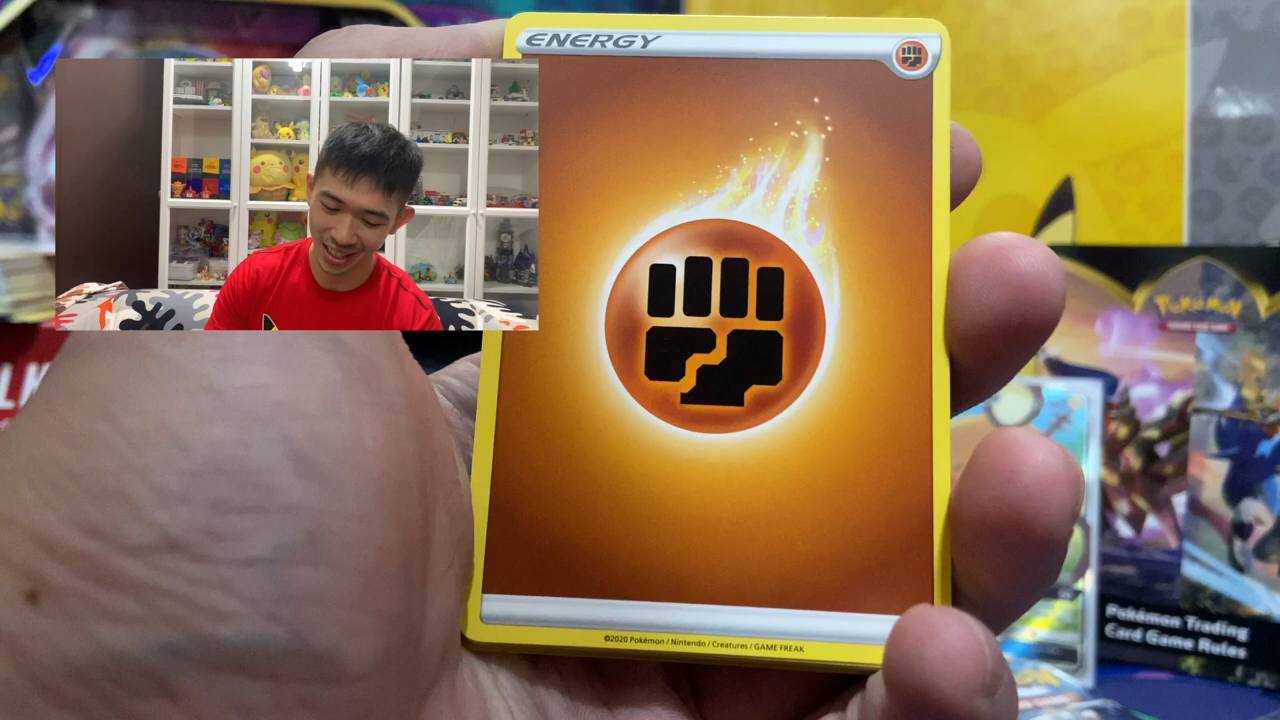 ENERGY
Pokémon
©2020 Pokémon / Nintendo / Creatures / GAME FREAK
Pokémon Trading
Card Game Rules